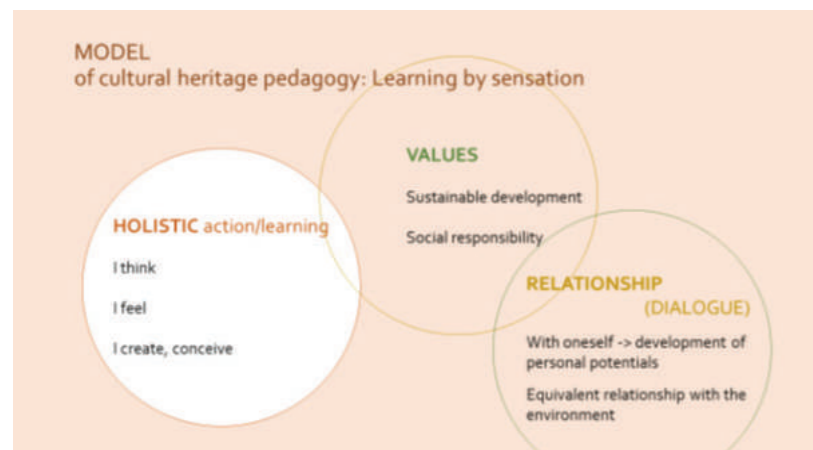 MODEL
of cultural heritage pedagogy: Learning by sensation
VALUES
Sustainable development
Social responsibility
HOLISTIC action/learning
I think
I feel
I create, conceive
RELATIONSHIP
(DIALOGUE)
With oneself -> development of
personal potentials
Equivalent relationship with the
environment